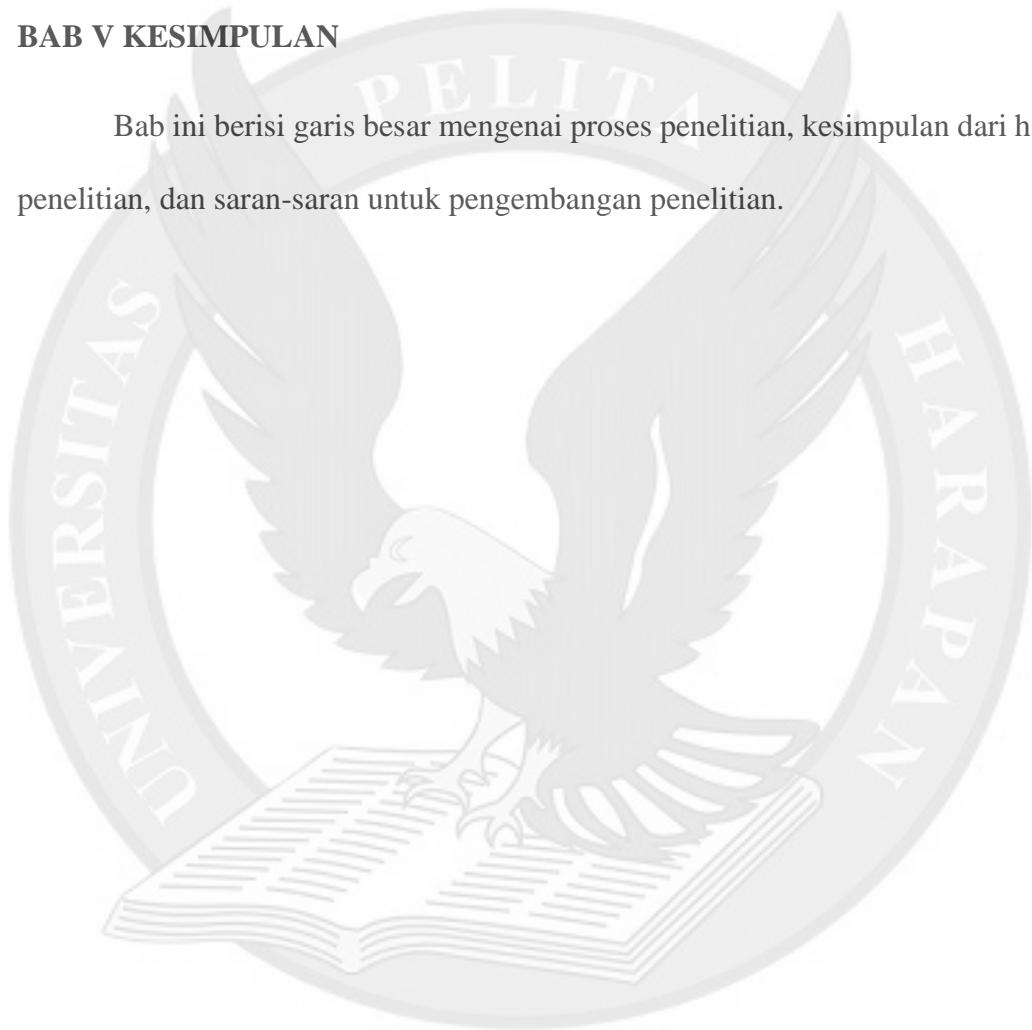 BAB V KESIMPULAN
Bab ini berisi garis besar mengenai proses penelitian, kesimpulan dari h
penelitian, dan saran-saran untuk pengembangan penelitian.
UNIVERSITAS PELITA HARAPAN